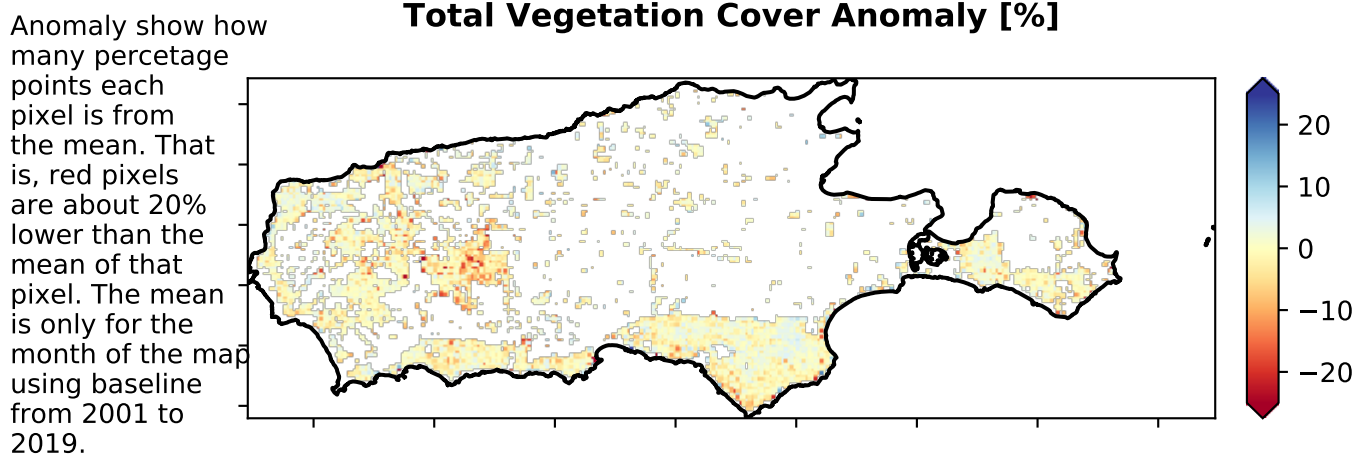 Total Vegetation Cover Anomaly [%]
Anomaly show how
many percetage
points each
pixel is from
the mean. That
is, red pixels
are about 20%
lower than the
mean of that
pixel. The mean
is only for the
month of the map
using baseline
from 2001 to
2019.
20
10
0
−10
−20